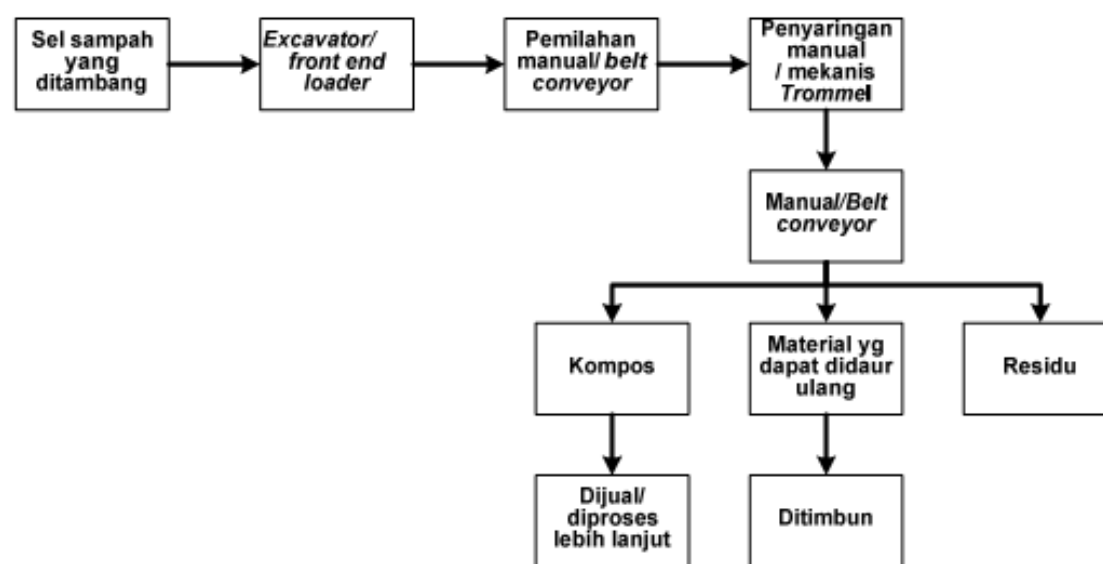 Sel sampah
yang
ditambang
Excavator/
front end
loader
Pemilahan
manual/ belt
conveyor
Penyaringan
manual
/ mekanis
Trommel
Manual/Belt
conveyor
Kompos
Material yg
dapat didaur
ulang
Residu
Dijual/
diproses
lebih lanjut
Ditimbun